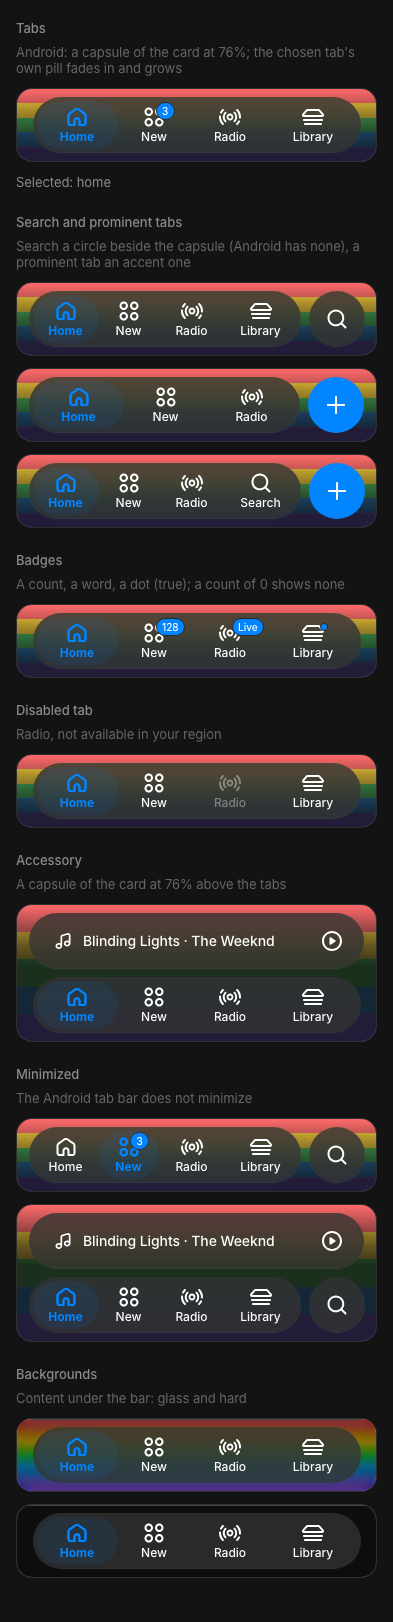 Tabs
Android: a capsule of the card at 76%; the chosen tab's
own pill fades in and grows
3
Home New Radio Library
Selected: home
Search and prominent tabs
Search a circle beside the capsule (Android has none), a
prominent tab an accent one
Home New Radio Library
Home New Radio
Home New Radio Search
Badges
A count, a word, a dot (true); a count of 0 shows none
128 Live
Home New Radio Library
Disabled tab
Radio, not available in your region
Home New Radio Library
Accessory
A capsule of the card at 76% above the tabs
Blinding Lights · The Weeknd
Home New Radio Library
Minimized
The Android tab bar does not minimize
3
Home New Radio Library
Blinding Lights · The Weeknd
Home New Radio Library
Backgrounds
Content under the bar: glass and hard
Home New Radio Library
Home New Radio Library